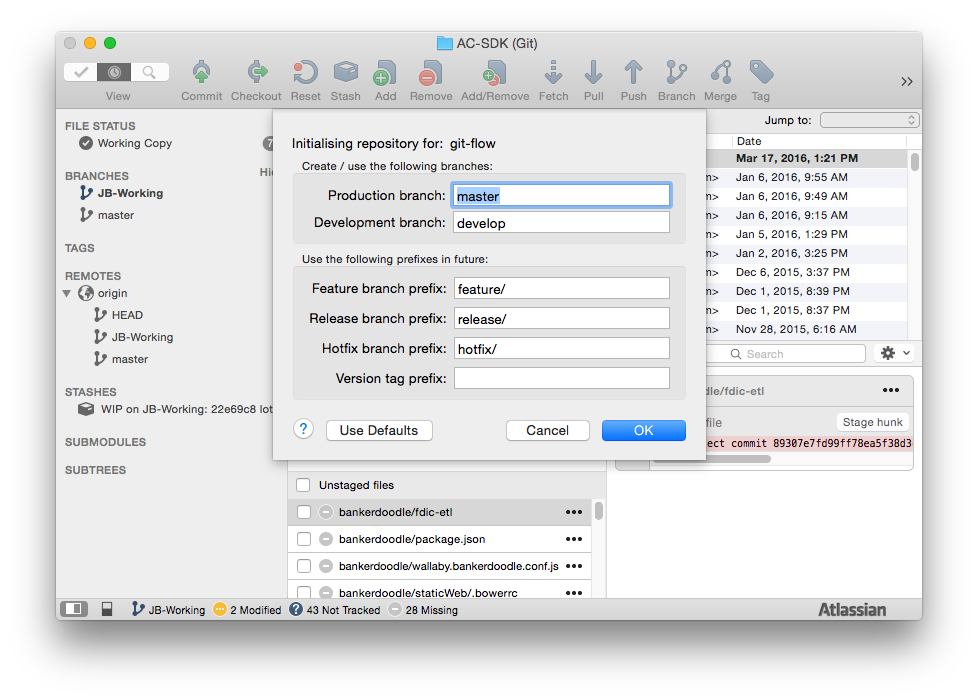 AC-SDK (Git)
View Commit Checkout Reset Stash Add Remove Add/Remove Fetch Pull Push Branch Merge Tag
FILE STATUS
Working Copy 7
BRANCHES
JB-Working
master
TAGS
REMOTES
origin
HEAD
JB-Working
master
STASHES
WIP on JB-Working: 22e69c8 lot
SUBMODULES
SUBTREES
Initialising repository for: git-flow
Create / use the following branches:
Production branch: master
Development branch: develop
Use the following prefixes in future:
Feature branch prefix: feature/
Release branch prefix: release/
Hotfix branch prefix: hotfix/
Version tag prefix:
? Use Defaults Cancel OK
Jump to:
Date
Mar 17, 2016, 1:21 PM
Jan 6, 2016, 9:55 AM
Jan 6, 2016, 9:49 AM
Jan 6, 2016, 9:15 AM
Jan 5, 2016, 1:29 PM
Jan 2, 2016, 3:25 PM
Dec 6, 2015, 3:37 PM
Dec 1, 2015, 8:39 PM
Dec 1, 2015, 8:37 PM
Nov 28, 2015, 6:16 AM
Search
dle/fdic-etl
file Stage hunk
ect commit 89307e7fd99ff78ea5f38d3
Unstaged files
bankerdoodle/fdic-etl
bankerdoodle/package.json
bankerdoodle/wallaby.bankerdoodle.conf.js
bankerdoodle/staticWeb/.bowerrc
JB-Working 2 Modified ? 43 Not Tracked 28 Missing
Atlassian